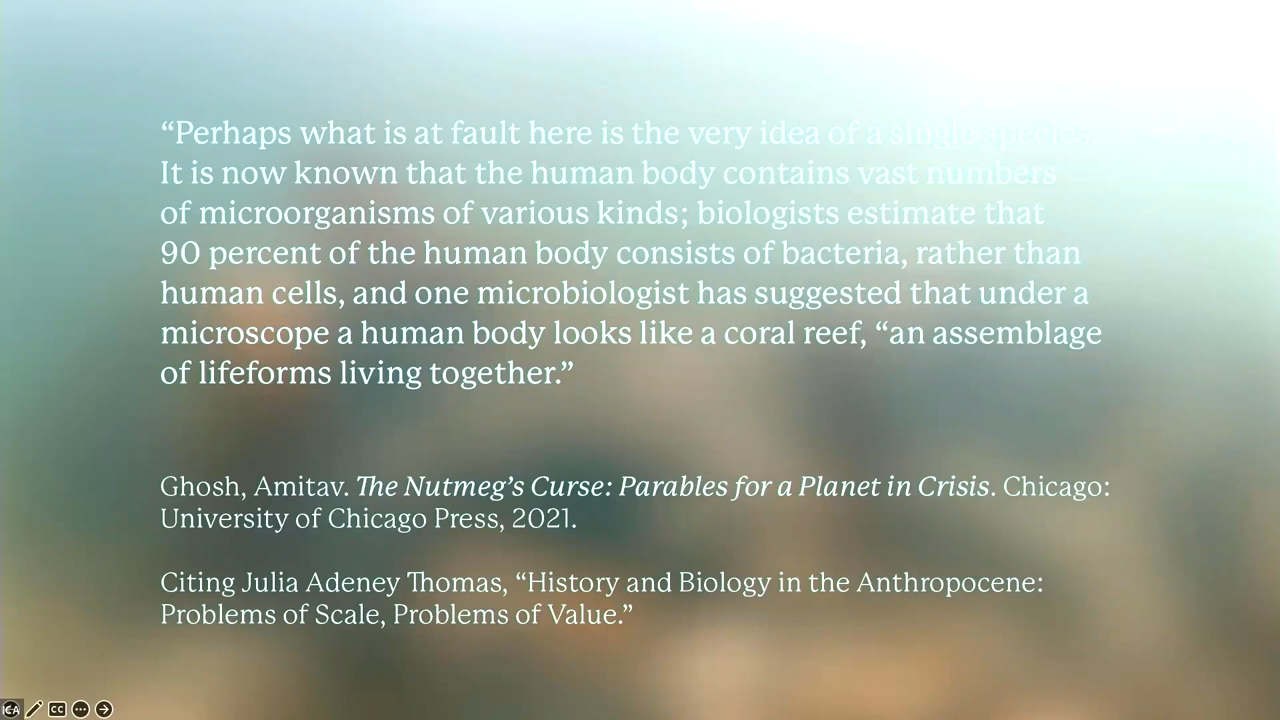 “Perhaps what is at fault here is the very idea of a single species.
It is now known that the human body contains vast numbers
of microorganisms of various kinds; biologists estimate that
90 percent of the human body consists of bacteria, rather than
human cells, and one microbiologist has suggested that under a
microscope a human body looks like a coral reef, “an assemblage
of lifeforms living together.”
Ghosh, Amitav. The Nutmeg’s Curse: Parables for a Planet in Crisis. Chicago:
University of Chicago Press, 2021.
Citing Julia Adeney Thomas, “History and Biology in the Anthropocene:
Problems of Scale, Problems of Value.”
ICA
CC